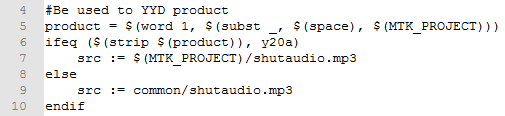 4 #Be used to YYD product
5 product = $(word 1, $(subst _, $(space), $(MTK_PROJECT)))
6 ifeq ($(strip $(product)), y20a)
7     src := $(MTK_PROJECT)/shutaudio.mp3
8 else
9     src := common/shutaudio.mp3
10 endif